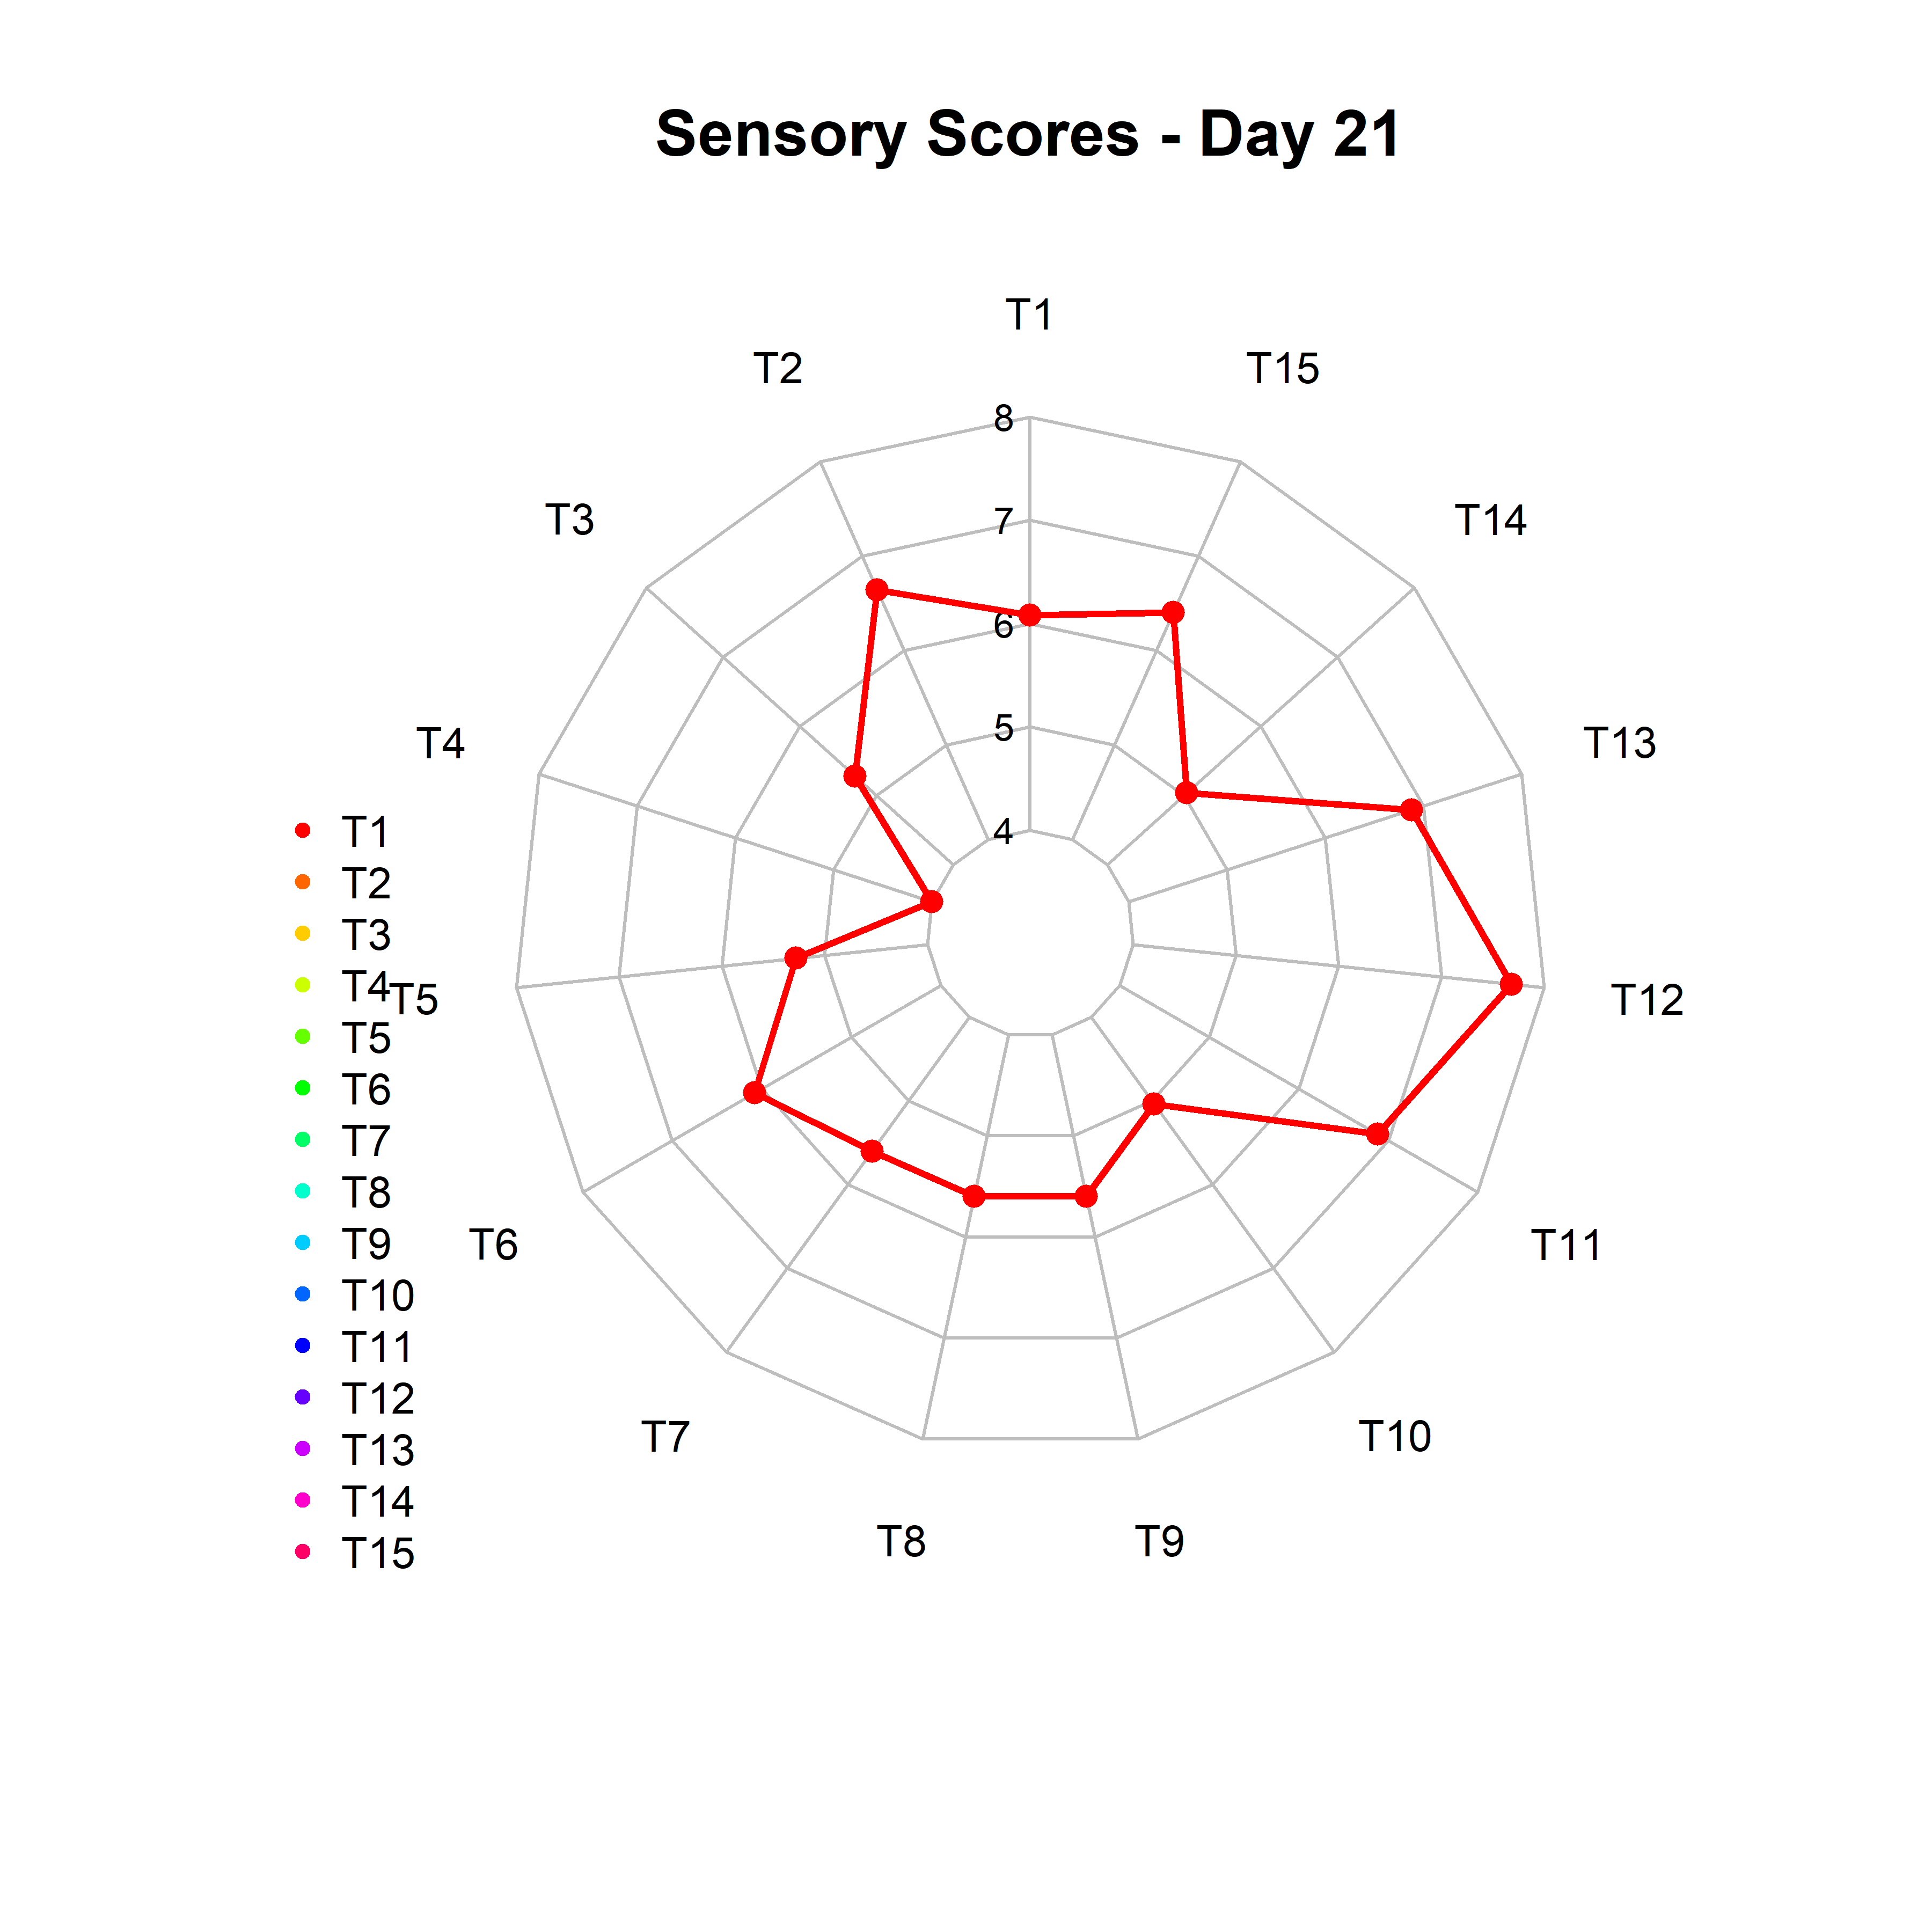 Sensory Scores - Day 21
T1
T2
T15
T3
T14
T4
T13
T5
T12
T6
T11
T7
T10
T8
T9
8
7
6
5
4
T1
T2
T3
T4
T5
T6
T7
T8
T9
T10
T11
T12
T13
T14
T15